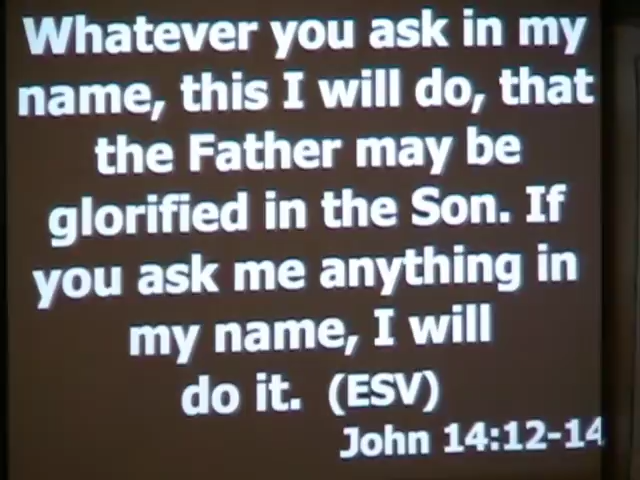 Whatever you ask in my
name, this I will do, that
the Father may be
glorified in the Son. If
you ask me anything in
my name, I will
do it. (ESV)
John 14:12-14